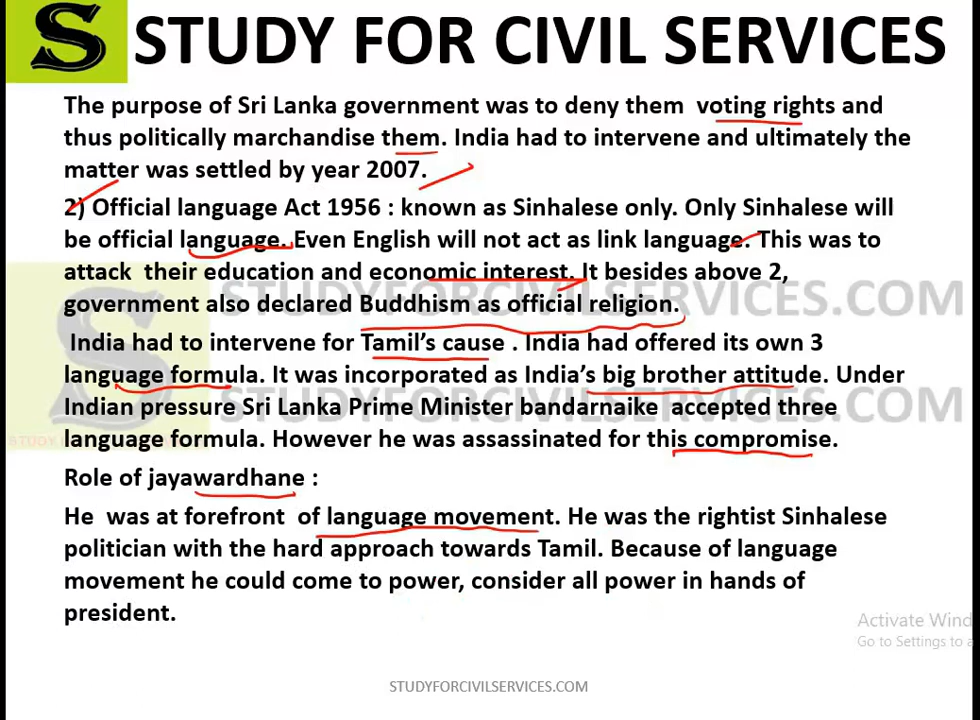 S STUDY FOR CIVIL SERVICES
The purpose of Sri Lanka government was to deny them voting rights and
thus politically marchandise them. India had to intervene and ultimately the
matter was settled by year 2007.
2) Official language Act 1956 : known as Sinhalese only. Only Sinhalese will
be official language. Even English will not act as link language. This was to
attack their education and economic interest. It besides above 2,
government also declared Buddhism as official religion.
STUDYFORCIVILSERVICES.COM
India had to intervene for Tamil's cause . India had offered its own 3
language formula. It was incorporated as India's big brother attitude. Under
Indian pressure Sri Lanka Prime Minister bandarnaike accepted three
language formula. However he was assassinated for this compromise.
STUDYFORCIVILSERVICES.COM
Role of jayawardhane :
He was at forefront of language movement. He was the rightist Sinhalese
politician with the hard approach towards Tamil. Because of language
movement he could come to power, consider all power in hands of
president.
Activate Wind
Go to Settings to a
STUDYFORCIVILSERVICES.COM